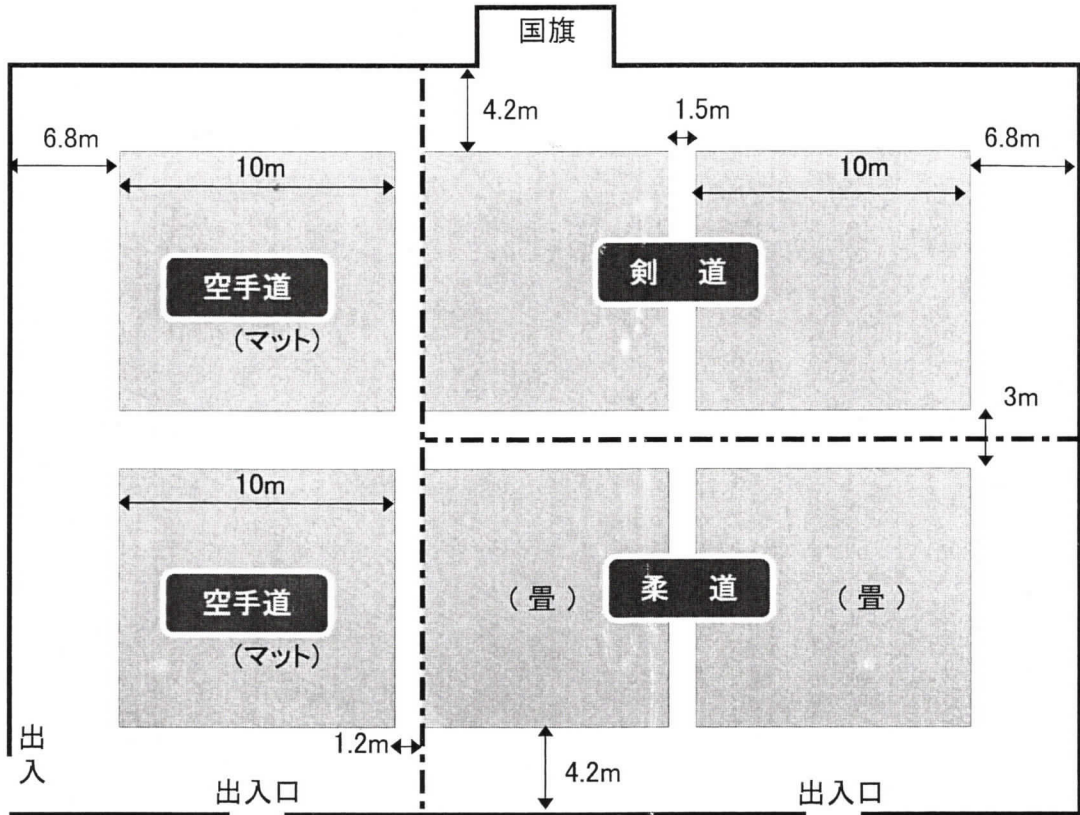 国旗
4.2m
1.5m
6.8m
6.8m
10m
10m
空手道
(マット)
剣 道
3m
10m
空手道
(マット)
(畳)
柔 道
(畳)
1.2m
4.2m
出入
出入口
出入口